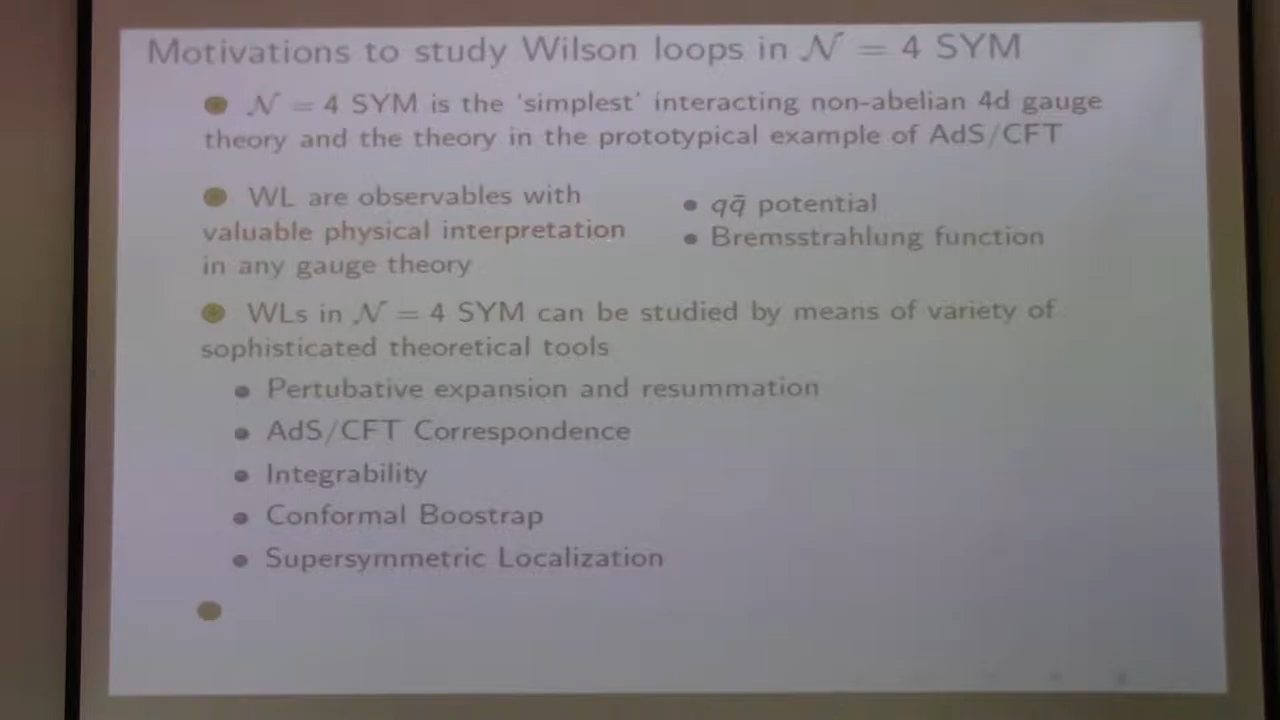 Motivations to study Wilson loops in 𝒩 = 4 SYM
𝒩 = 4 SYM is the 'simplest' interacting non-abelian 4d gauge
theory and the theory in the prototypical example of AdS/CFT
WL are observables with
valuable physical interpretation
in any gauge theory
• qq̄ potential
• Bremsstrahlung function
WLs in 𝒩 = 4 SYM can be studied by means of variety of
sophisticated theoretical tools
• Pertubative expansion and resummation
• AdS/CFT Correspondence
• Integrability
• Conformal Boostrap
• Supersymmetric Localization